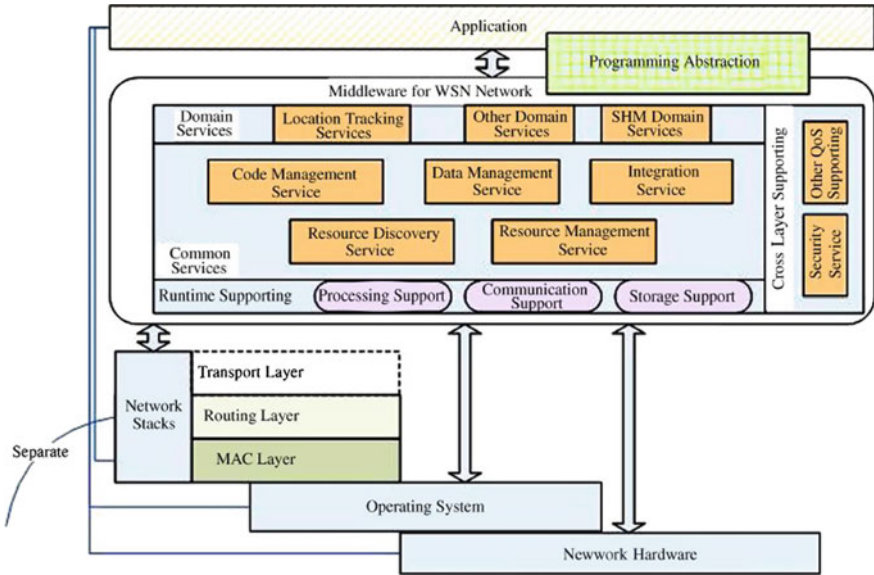 Application
Programming Abstraction
Middleware for WSN Network
Domain
Services
Location Tracking
Services
Other Domain
Services
SHM Domain
Services
Code Management
Service
Data Management
Service
Integration
Service
Resource Discovery
Service
Resource Management
Service
Common
Services
Runtime Supporting
Processing Support
Communication
Support
Storage Support
Cross Layer Supporting
Other QoS
Supporting
Security
Service
Network
Stacks
Transport Layer
Routing Layer
MAC Layer
Separate
Operating System
Newwork Hardware